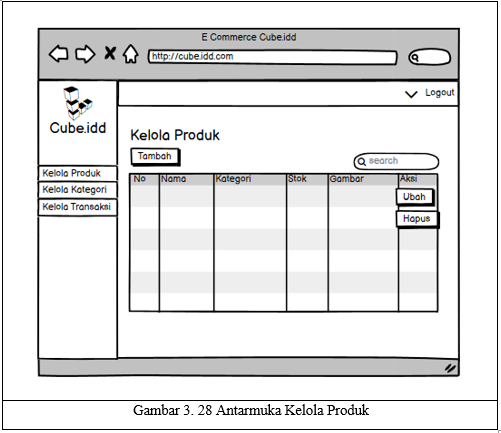 E Commerce Cube.idd
http://cube.idd.com
Logout
Cube.idd
Kelola Produk
Tambah
search
Kelola Produk
Kelola Kategori
Kelola Transaksi
No Nama Kategori Stok Gambar Aksi
Ubah
Hapus
Gambar 3. 28 Antarmuka Kelola Produk